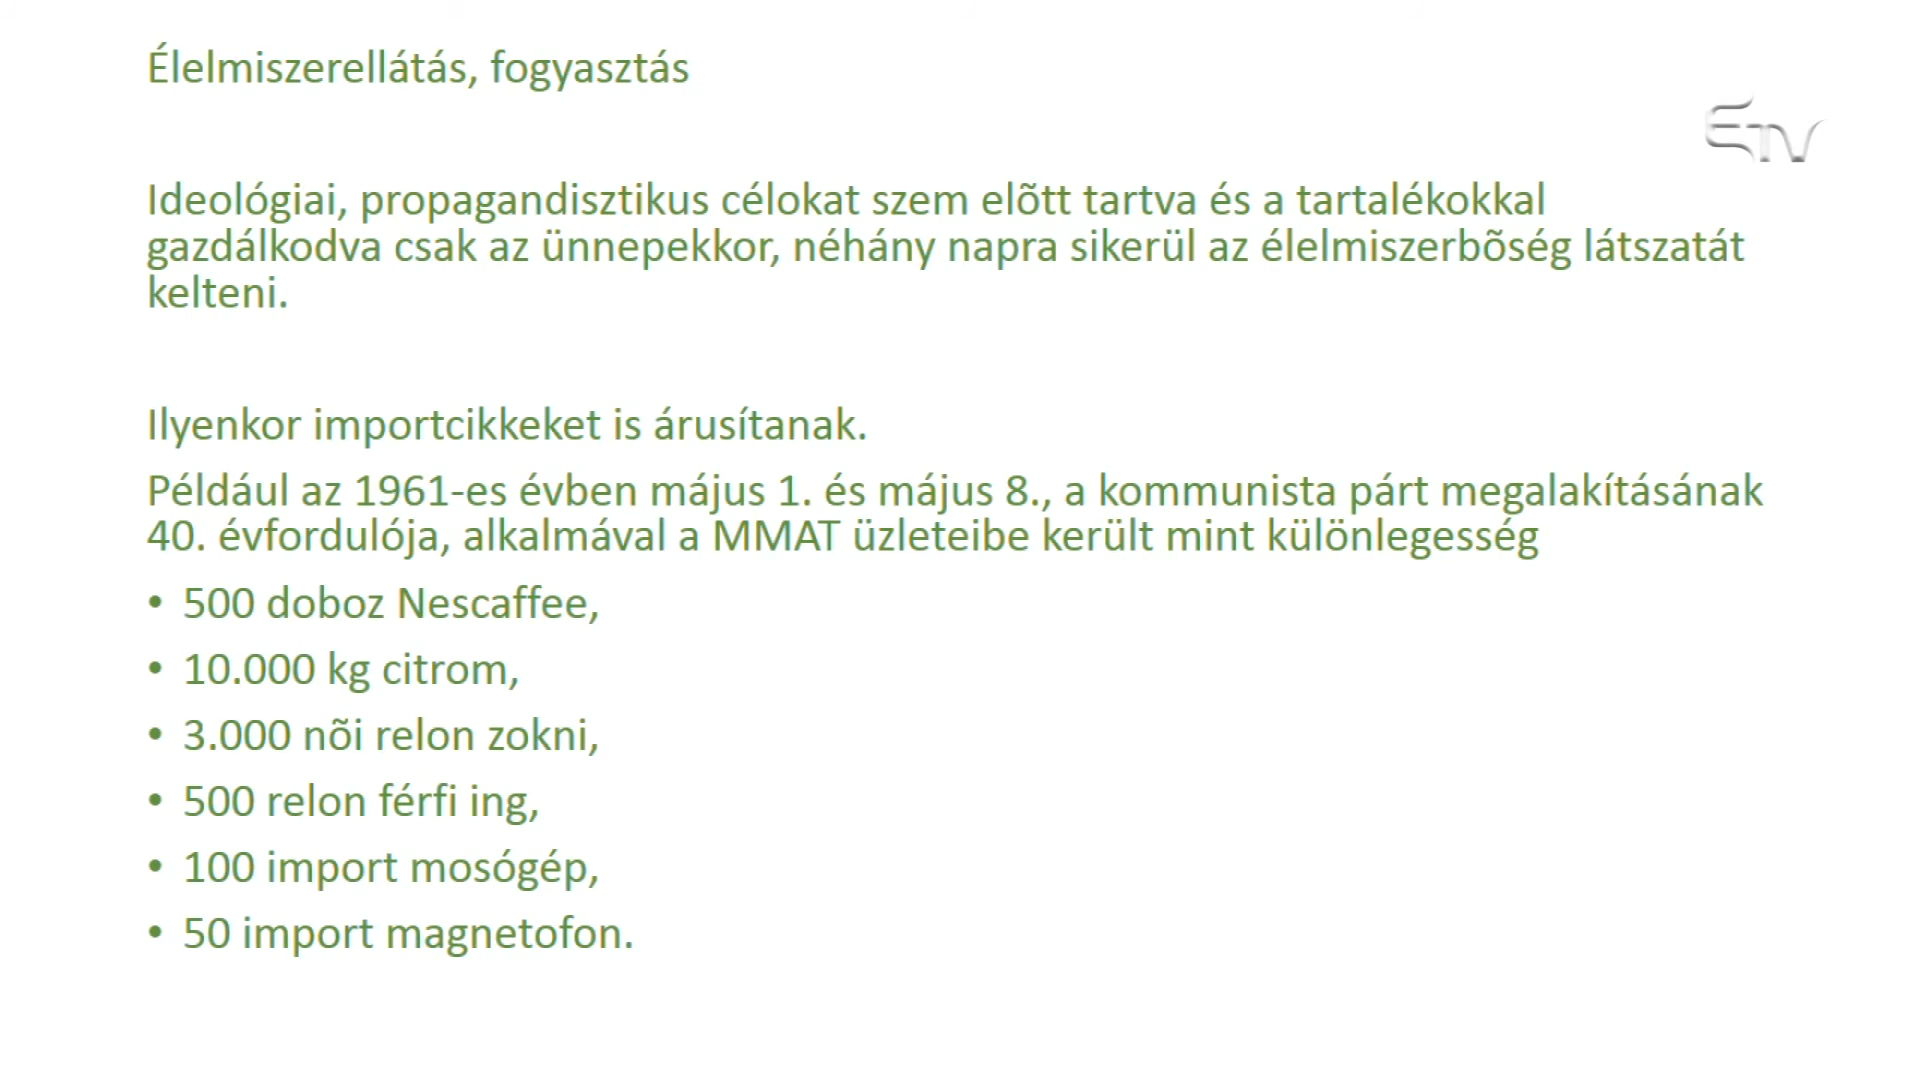 Élelmiszerellátás, fogyasztás
ETV
Ideológiai, propagandisztikus célokat szem elõtt tartva és a tartalékokkal
gazdálkodva csak az ünnepekkor, néhány napra sikerül az élelmiszerbõség látszatát
kelteni.
Ilyenkor importcikkeket is árusítanak.
Például az 1961-es évben május 1. és május 8., a kommunista párt megalakításának
40. évfordulója, alkalmával a MMAT üzleteibe került mint különlegesség
• 500 doboz Nescaffee,
• 10.000 kg citrom,
• 3.000 nõi relon zokni,
• 500 relon férfi ing,
• 100 import mosógép,
• 50 import magnetofon.